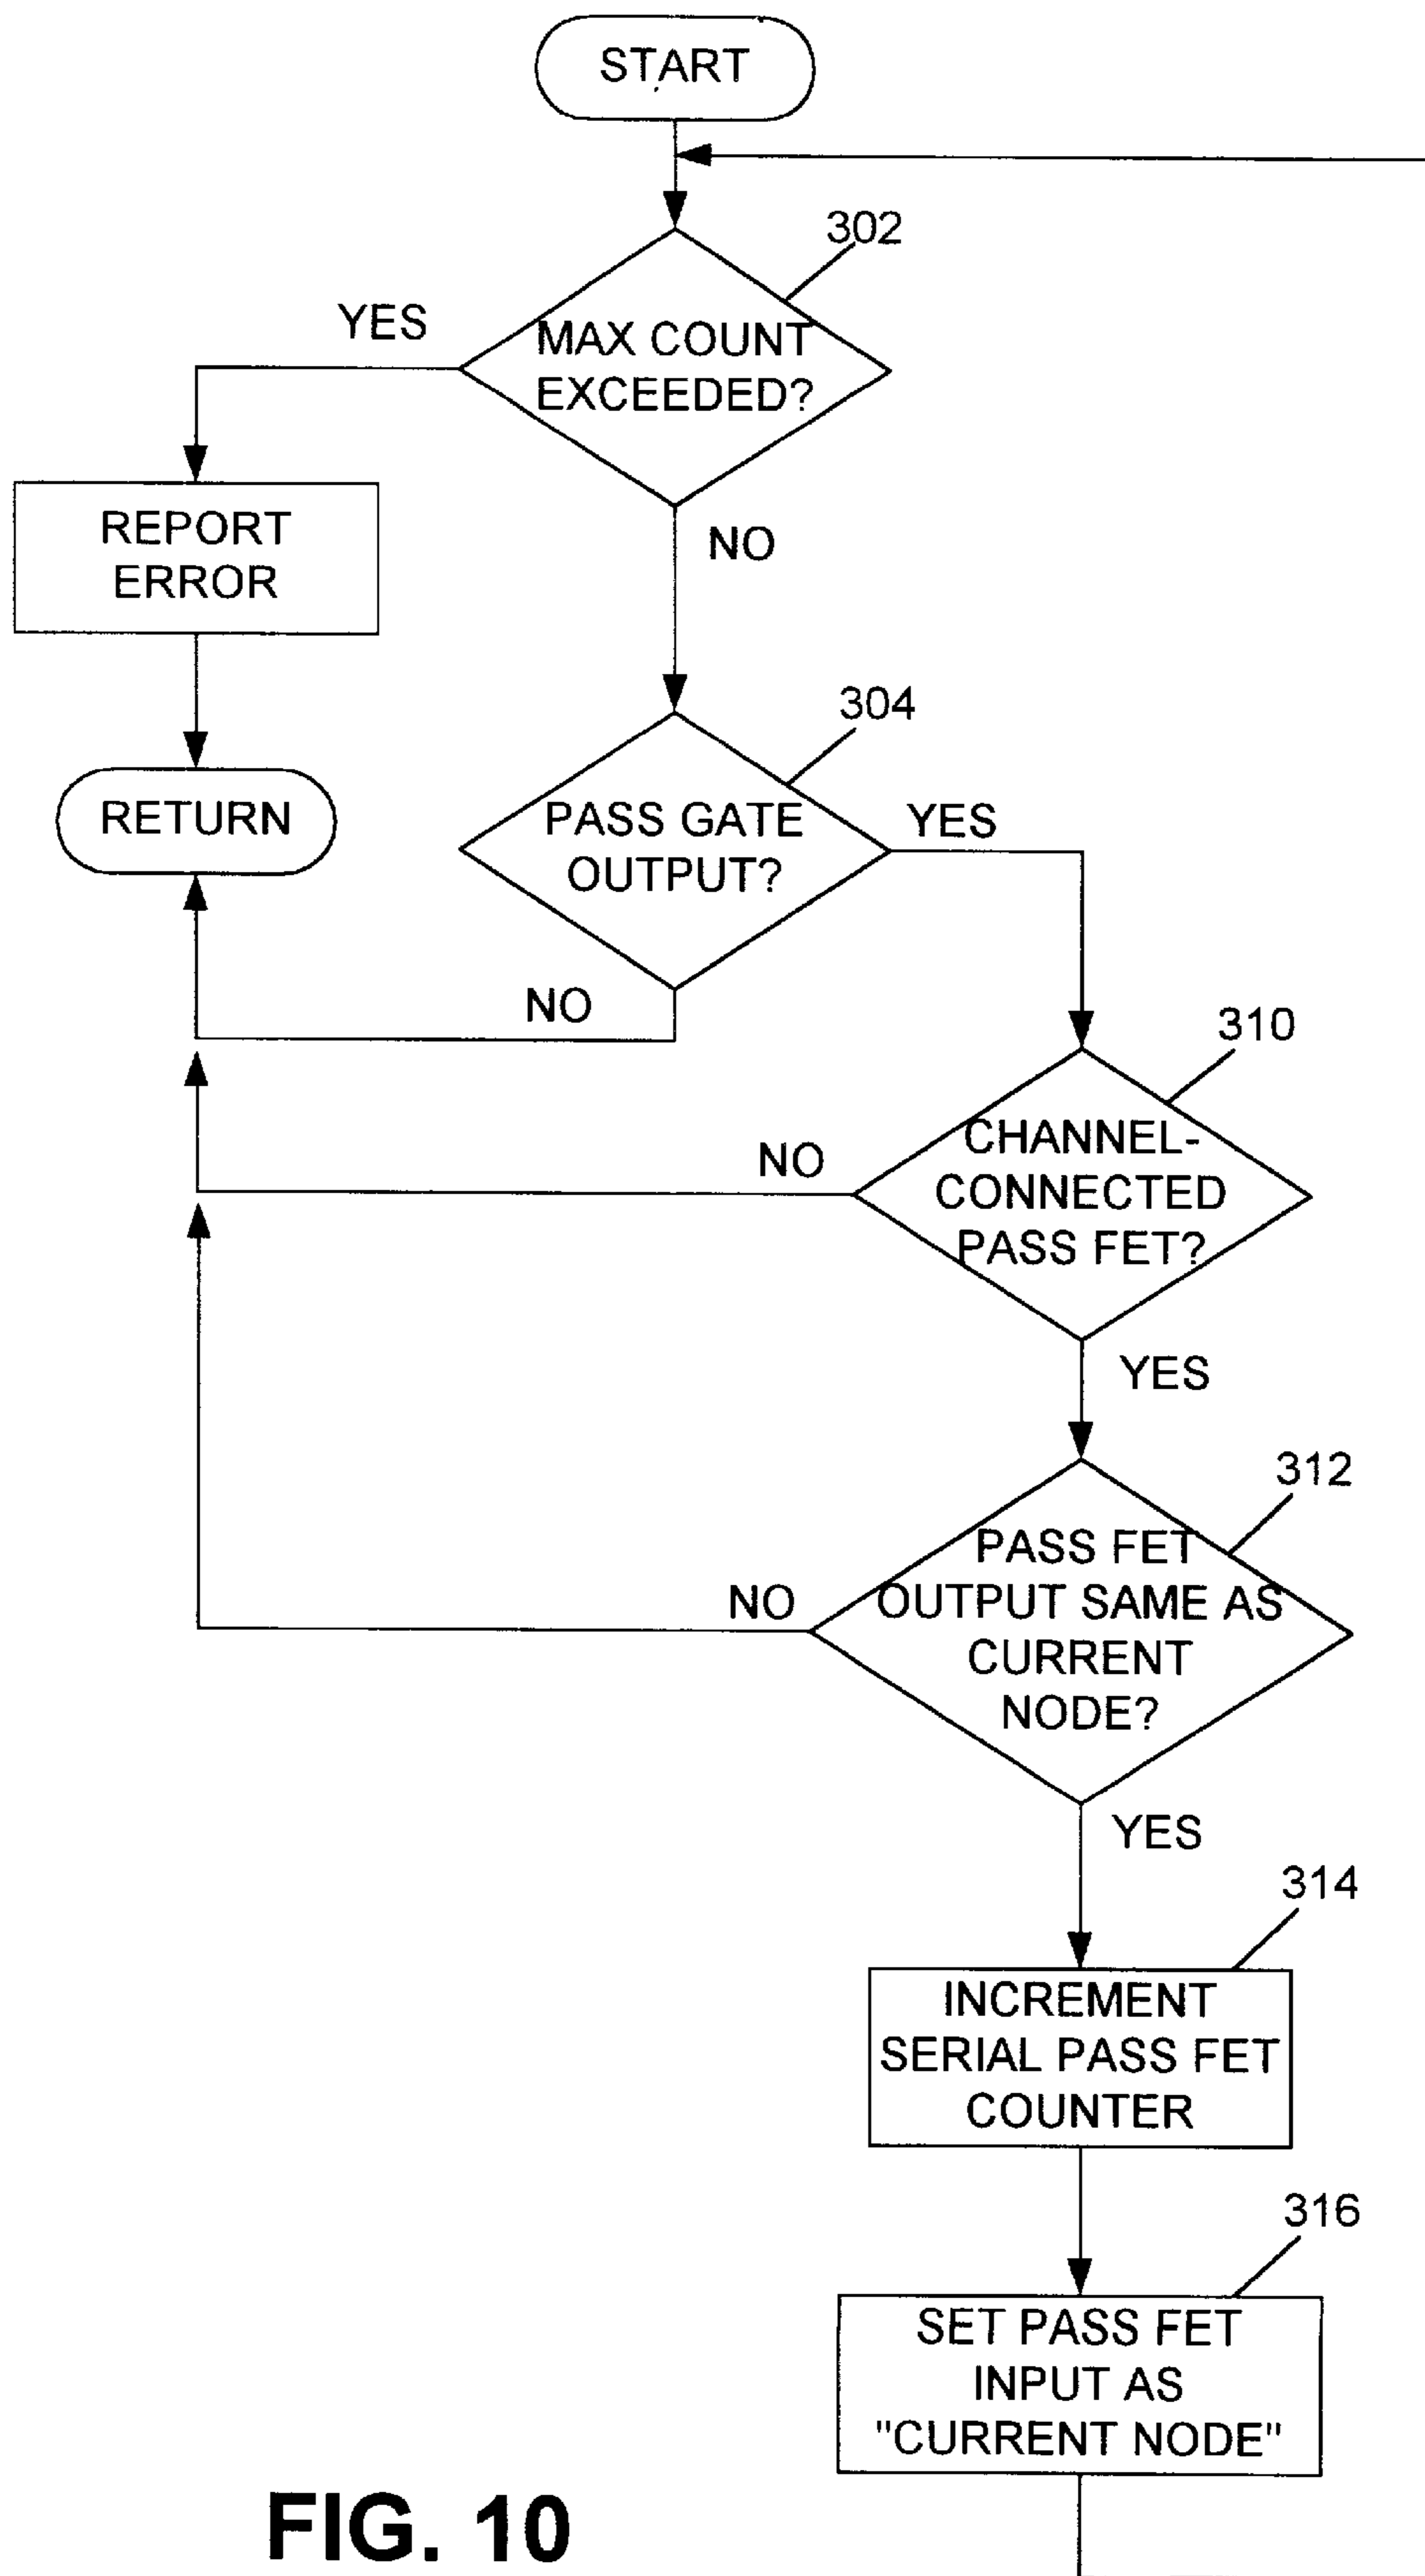 START
302
YES
MAX COUNT
EXCEEDED?
REPORT
ERROR
NO
304
RETURN
PASS GATE
OUTPUT?
YES
NO
310
CHANNEL-
CONNECTED
PASS FET?
NO
YES
312
PASS FET
OUTPUT SAME AS
CURRENT
NODE?
NO
YES
314
INCREMENT
SERIAL PASS FET
COUNTER
316
SET PASS FET
INPUT AS
"CURRENT NODE"
FIG. 10